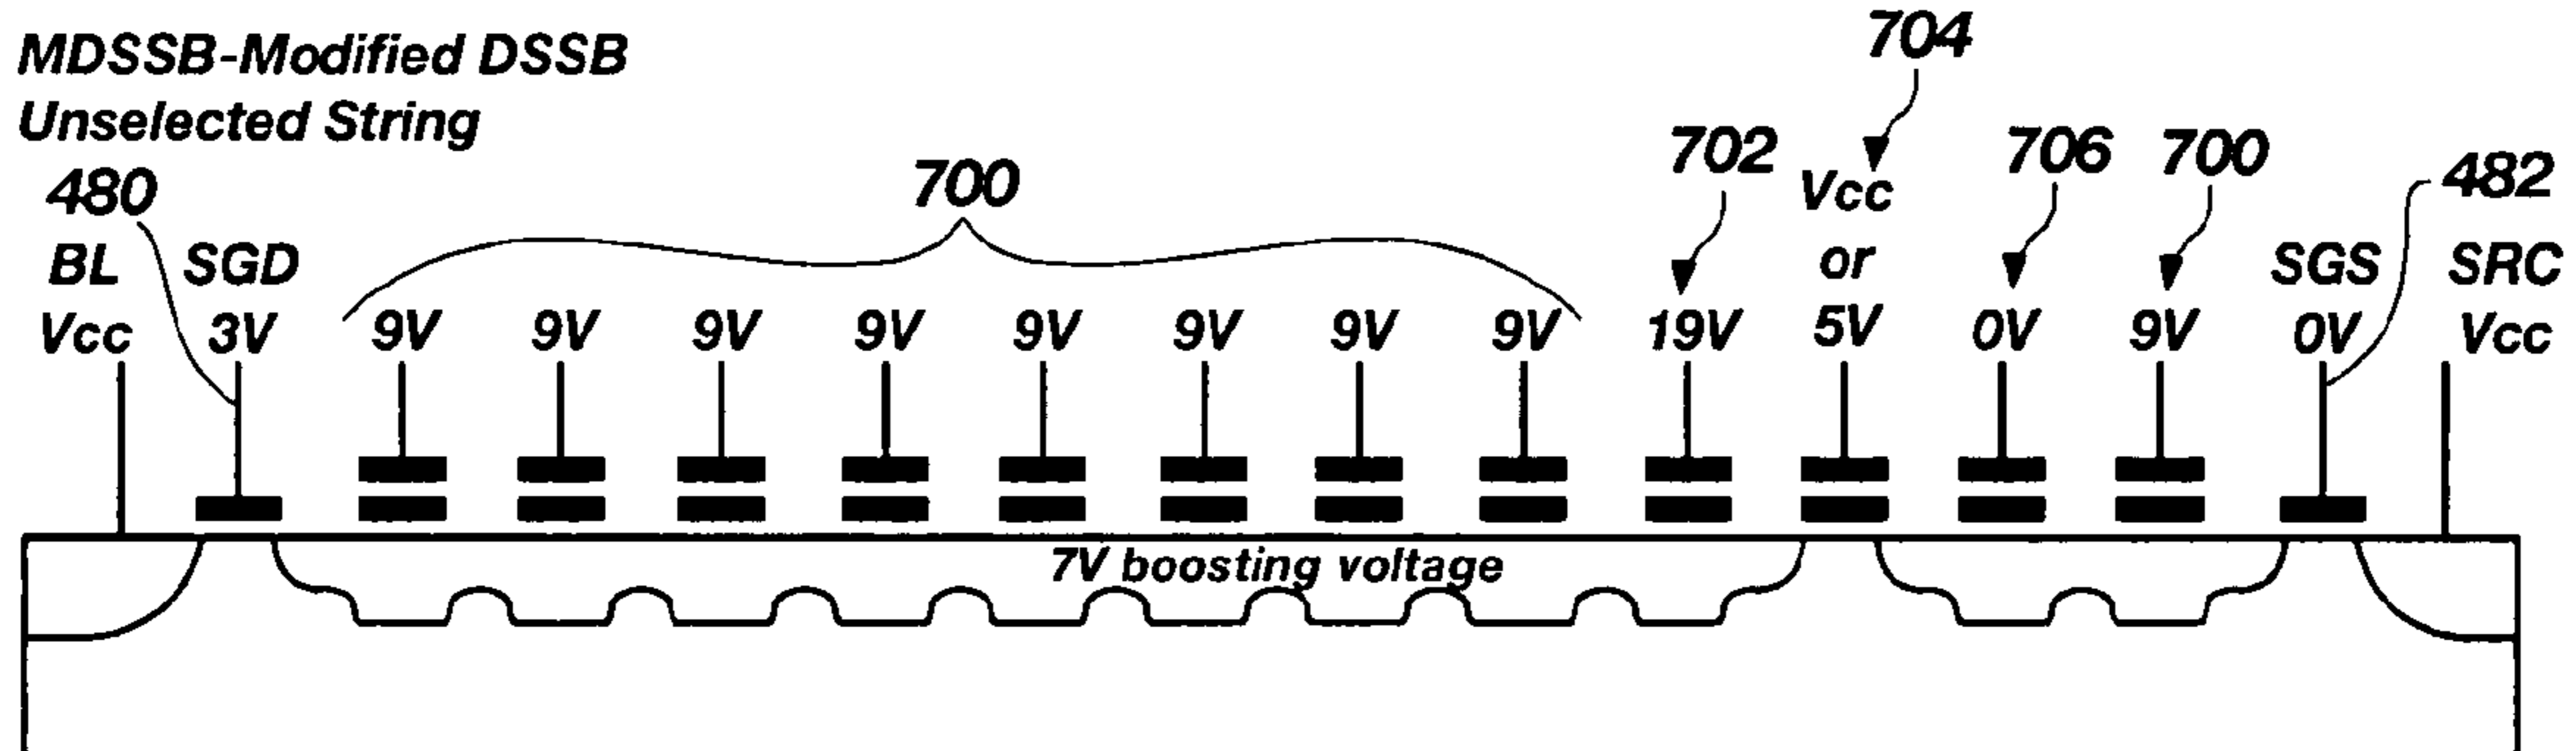 MDSSB-Modified DSSB
Unselected String
704
702
706
700
480
700
482
Vcc
or
5V
BL
SGD
SGS
SRC
Vcc
3V
9V
9V
9V
9V
9V
9V
9V
9V
19V
0V
9V
0V
Vcc
7V boosting voltage